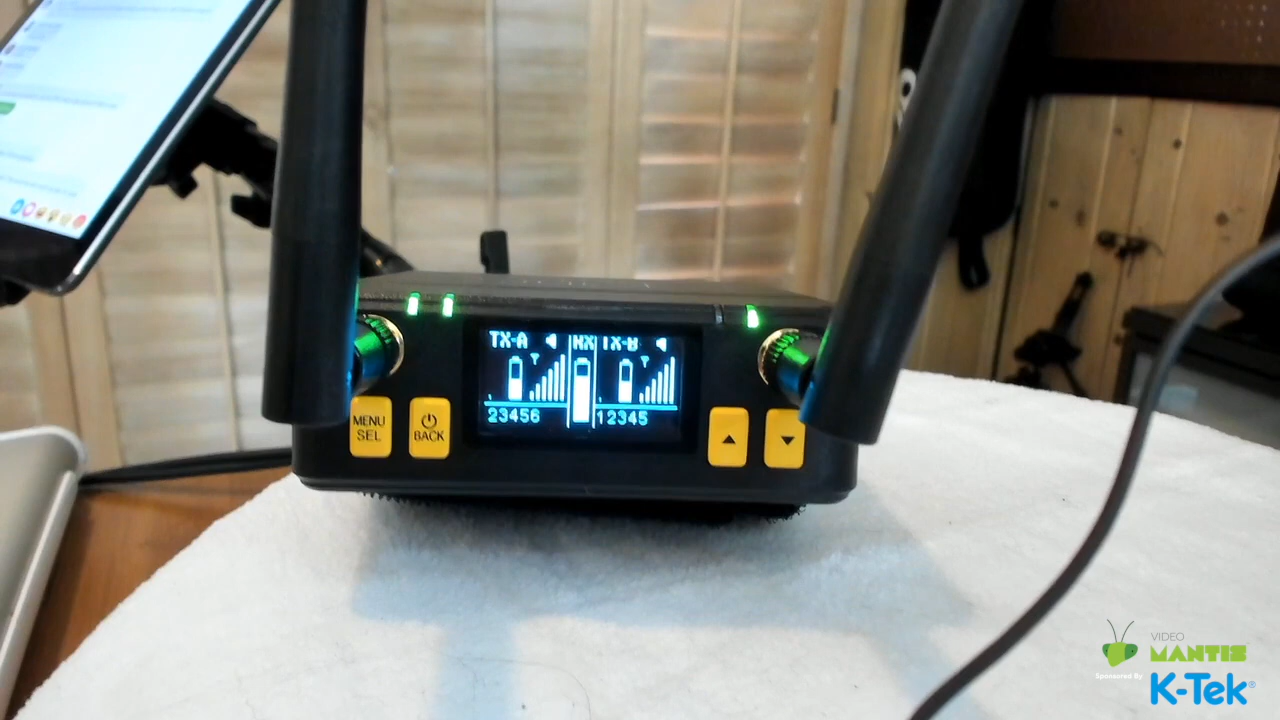 TX-A RX TX-B
23456 12345
MENU
SEL
BACK
VIDEO
MANTIS
Sponsored By
K-Tek®